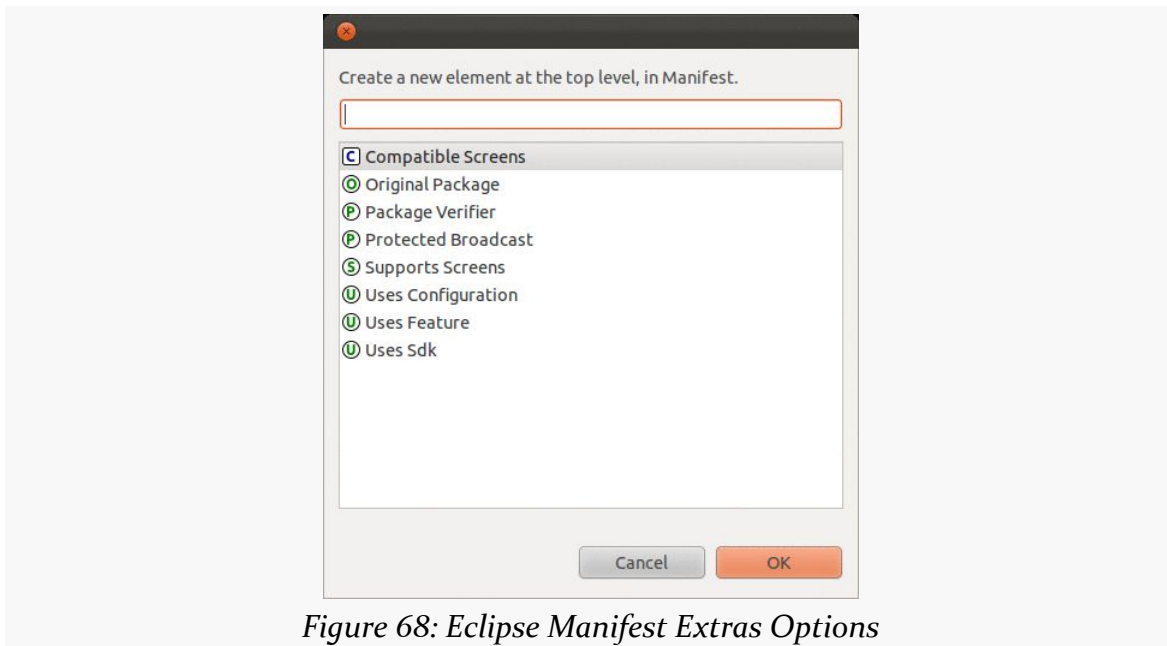 Create a new element at the top level, in Manifest.
C Compatible Screens
O Original Package
P Package Verifier
P Protected Broadcast
S Supports Screens
U Uses Configuration
U Uses Feature
U Uses Sdk
Cancel OK
Figure 68: Eclipse Manifest Extras Options